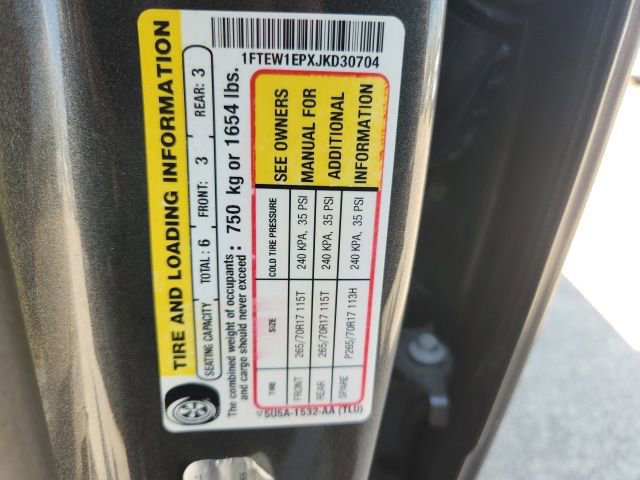 1FTEW1EPXJKD30704
TIRE AND LOADING INFORMATION
SEATING CAPACITY TOTAL: 6 FRONT: 3 REAR: 3
The combined weight of occupants
and cargo should never exceed : 750 kg or 1654 lbs.
TIRE SIZE COLD TIRE PRESSURE
FRONT 265/70R17 115T 240 KPA, 35 PSI
REAR 265/70R17 115T 240 KPA, 35 PSI
SPARE P265/70R17 113H 240 KPA, 35 PSI
SEE OWNERS
MANUAL FOR
ADDITIONAL
INFORMATION
5U5A-1532-AA (TLU)